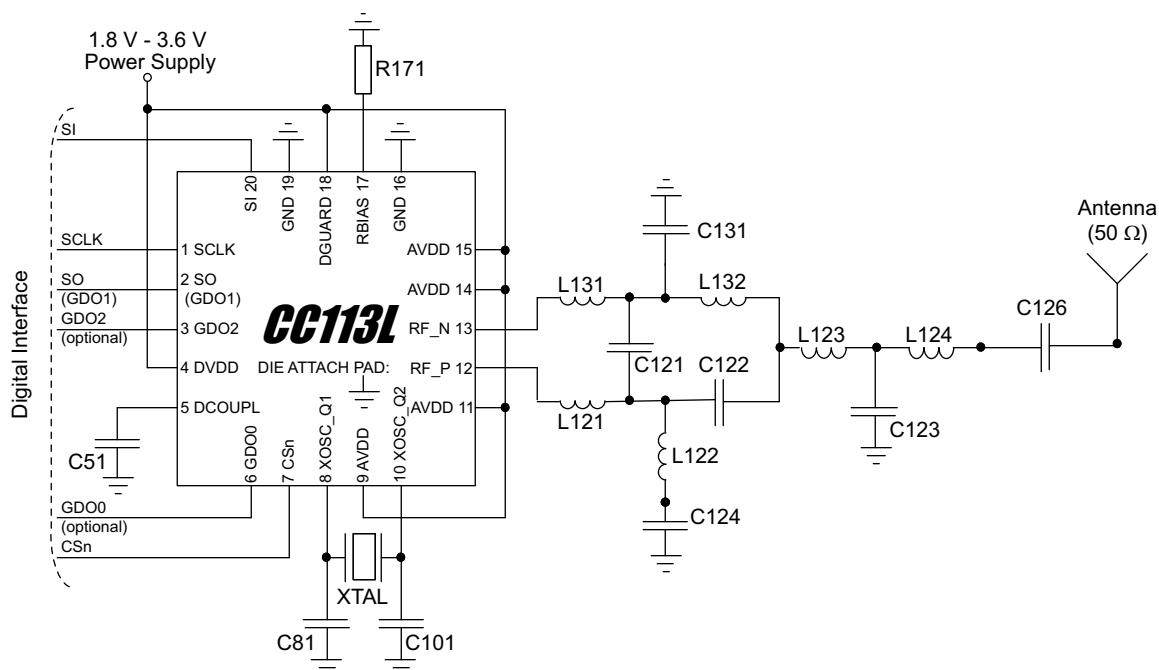 1.8 V - 3.6 V
Power Supply
R171
SI
SI 20
GND 19
DGUARD 18
RBIAS 17
GND 16
Antenna
(50 Ω)
C131
SCLK
1 SCLK
AVDD 15
SO
(GDO1)
2 SO
(GDO1)
AVDD 14
L131
L132
GDO2
(optional)
3 GDO2
CC113L
RF_N 13
C126
L123
L124
Digital Interface
4 DVDD
DIE ATTACH PAD:
RF_P 12
C121
C122
5 DCOUPL
AVDD 11
L121
C123
C51
6 GDO0
7 CSn
8 XOSC_Q1
9 AVDD
10 XOSC_Q2
L122
GDO0
(optional)
C124
CSn
XTAL
C81
C101